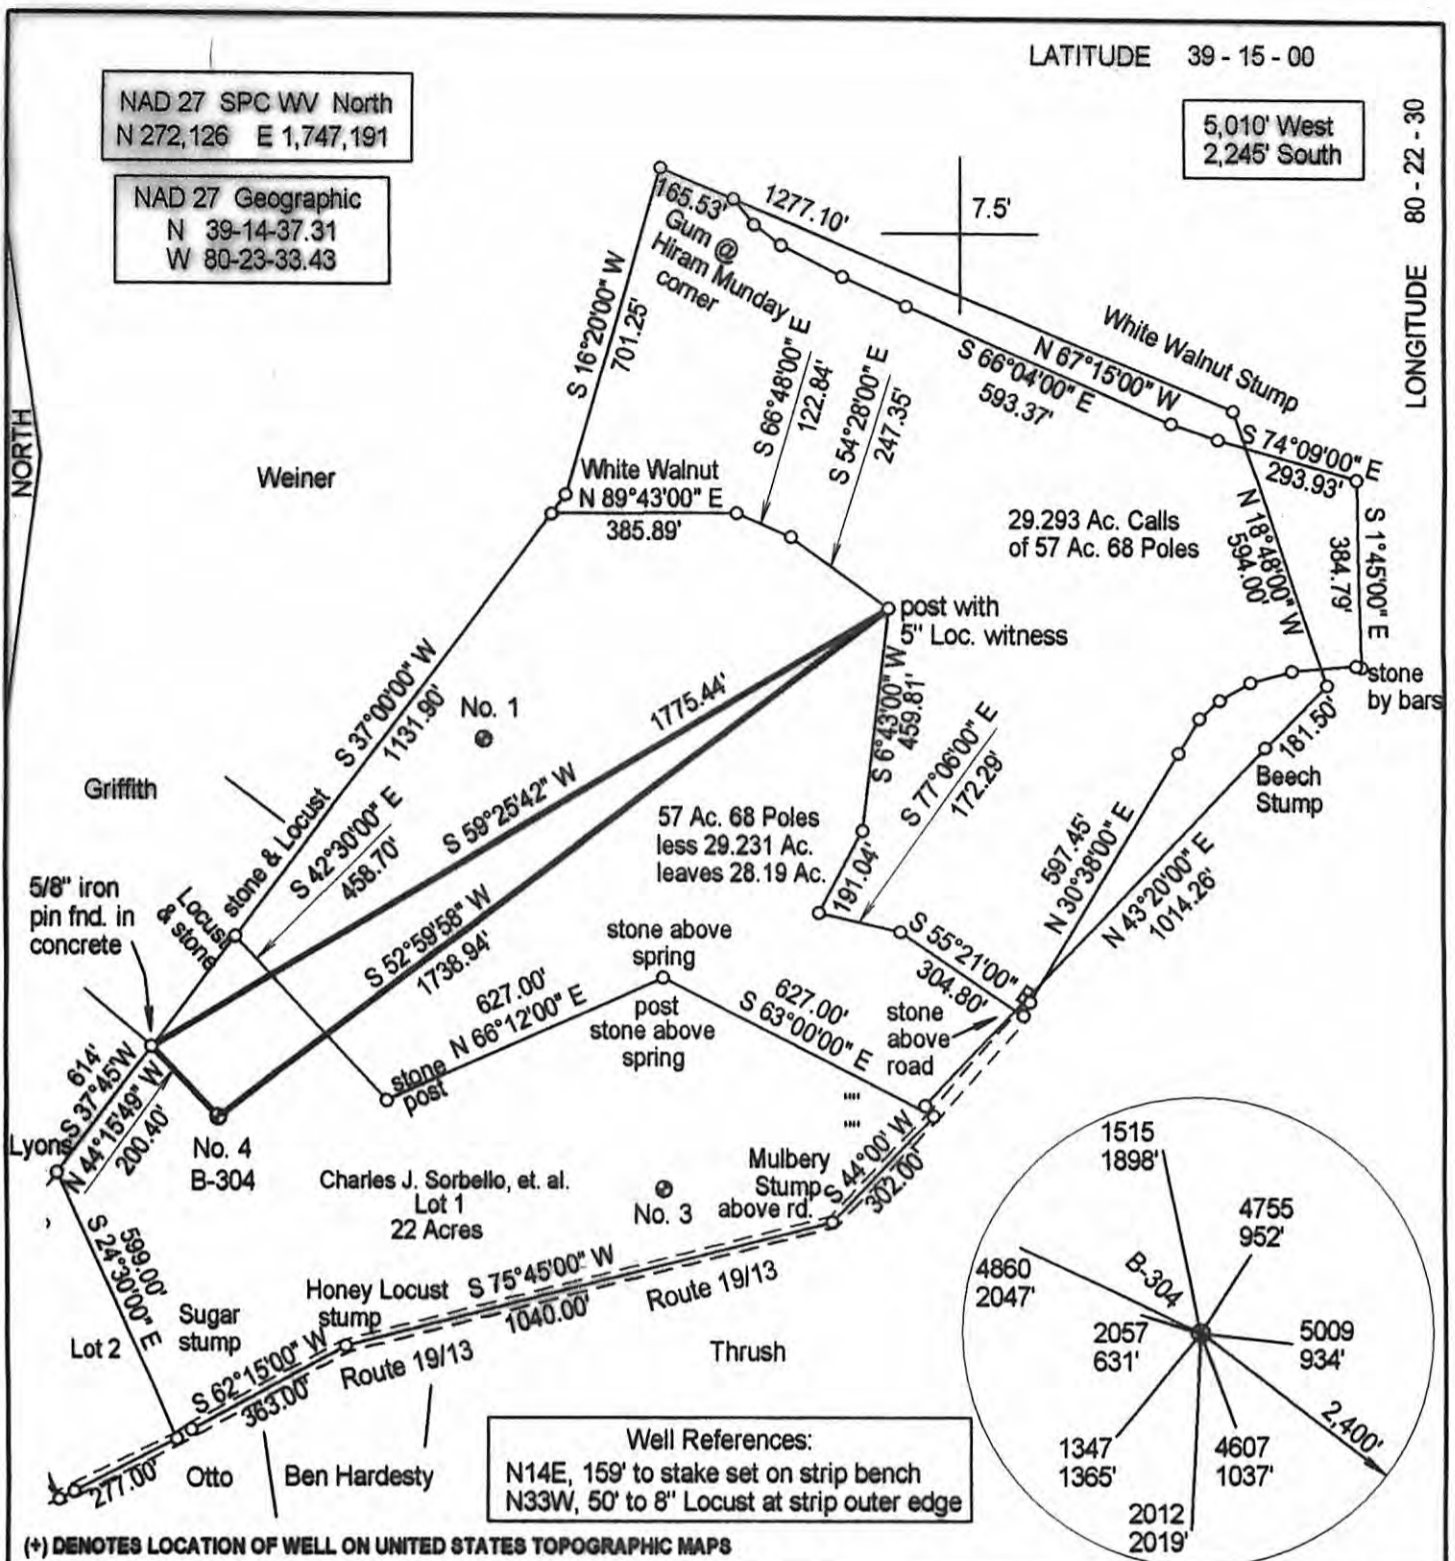 LATITUDE 39 - 15 - 00
NAD 27 SPC WV North
N 272,126 E 1,747,191
5,010' West
2,245' South
LONGITUDE 80 - 22 - 30
NAD 27 Geographic
N 39-14-37.31
W 80-23-33.43
7.5'
165.53'
1277.10'
Gum @
Hiram Munday
corner
S 16°20'00" W
701.25'
White Walnut Stump
N 67°15'00" W
S 66°04'00" E
593.37'
S 66°48'00" E
122.84'
S 54°28'00" E
247.35'
S 74°09'00" E
293.93'
NORTH
Weiner
White Walnut
N 89°43'00" E
385.89'
29.293 Ac. Calls
of 57 Ac. 68 Poles
N 18°48'00" W
594.00'
S 1°45'00" E
384.79'
post with
5" Loc. witness
stone
by bars
S 37°00'00" W
1131.90'
No. 1
1775.44'
S 59°25'42" W
S 6°43'00" W
459.81'
S 77°06'00" E
172.29'
181.50'
Beech
Stump
Griffith
stone & Locust
S 42°30'00" E
458.70'
57 Ac. 68 Poles
less 29.231 Ac.
leaves 28.19 Ac.
191.04'
597.45'
N 30°38'00" E
N 43°20'00" E
1014.26'
5/8" iron
pin fnd. in
concrete
Locust
& stone
S 52°59'58" W
1738.94'
stone above
spring
S 55°21'00" E
304.80'
627.00'
N 66°12'00" E
post
stone above
spring
627.00'
S 63°00'00" E
stone
above
road
614'
S 37°45'W
N 44°15'49" W
200.40'
stone
post
Lyons
No. 4
B-304
Charles J. Sorbello, et. al.
Lot 1
22 Acres
No. 3
Mulbery
Stump
above rd.
S 44°00' W
302.00'
S 24°30'00" E
599.00'
Lot 2
Sugar
stump
Honey Locust
stump
S 75°45'00" W
1040.00'
Route 19/13
S 62°15'00" W
363.00'
Route 19/13
Thrush
277.00'
Otto
Ben Hardesty
1515
1898'
4755
952'
4860
2047'
B-304
2057
631'
5009
934'
2,400'
1347
1365'
4607
1037'
2012
2019'
Well References:
N14E, 159' to stake set on strip bench
N33W, 50' to 8" Locust at strip outer edge
(+) DENOTES LOCATION OF WELL ON UNITED STATES TOPOGRAPHIC MAPS